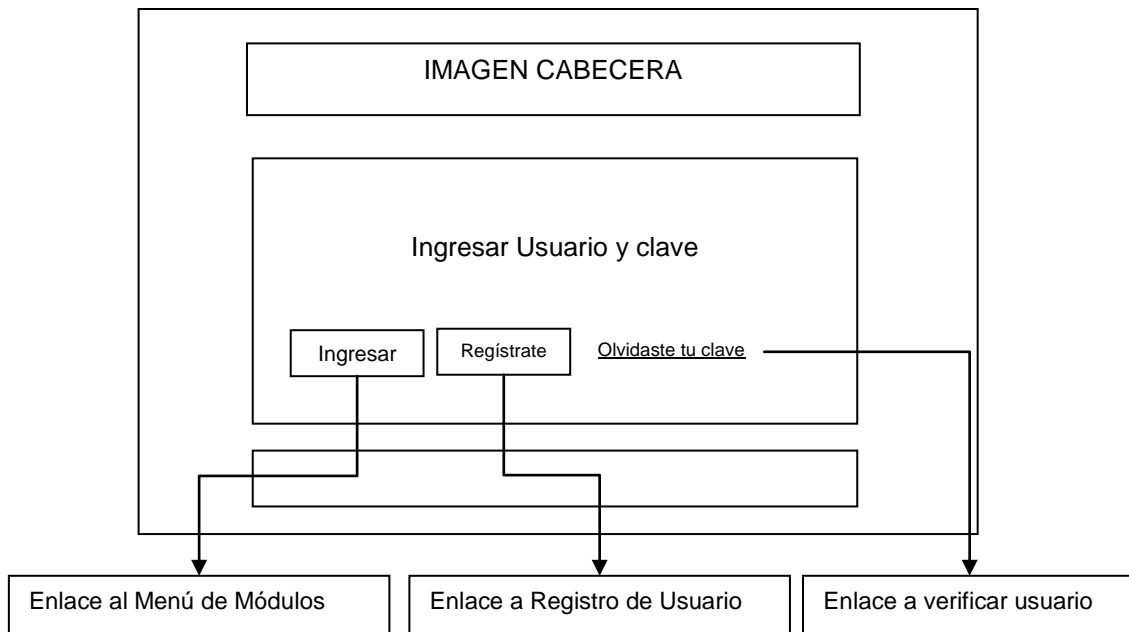 IMAGEN CABECERA
Ingresar Usuario y clave
Ingresar
Regístrate
Olvidaste tu clave
Enlace al Menú de Módulos
Enlace a Registro de Usuario
Enlace a verificar usuario